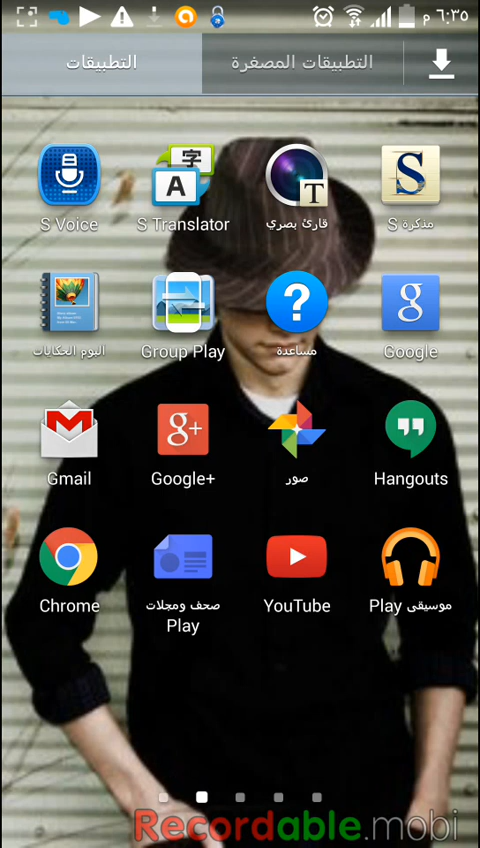 ٦:٣٥ م
التطبيقات
التطبيقات المصغرة
S Voice
S Translator
قارئ بصري
مذكرة S
ألبوم الحكايات
Group Play
مساعدة
Google
Gmail
Google+
صور
Hangouts
Chrome
صحف ومجلات
Play
YouTube
موسيقى Play
Recordable.mobi